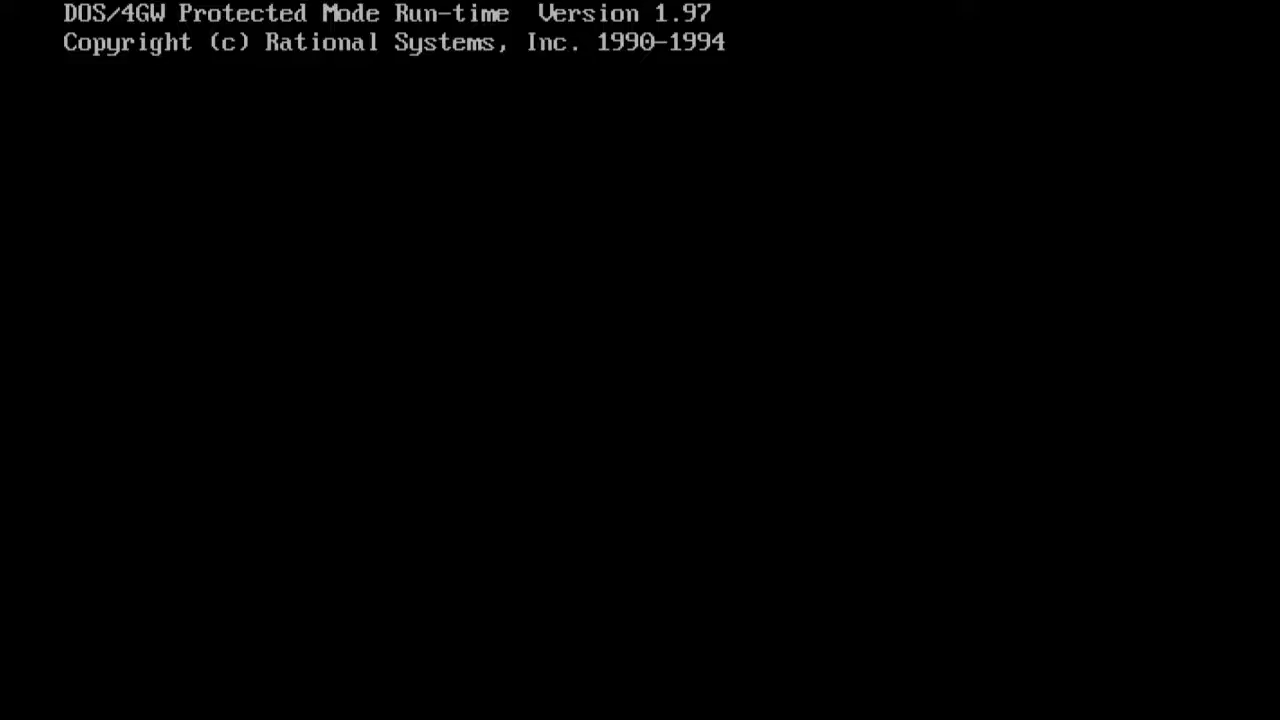 DOS/4GW Protected Mode Run-time  Version 1.97
Copyright (c) Rational Systems, Inc. 1990-1994